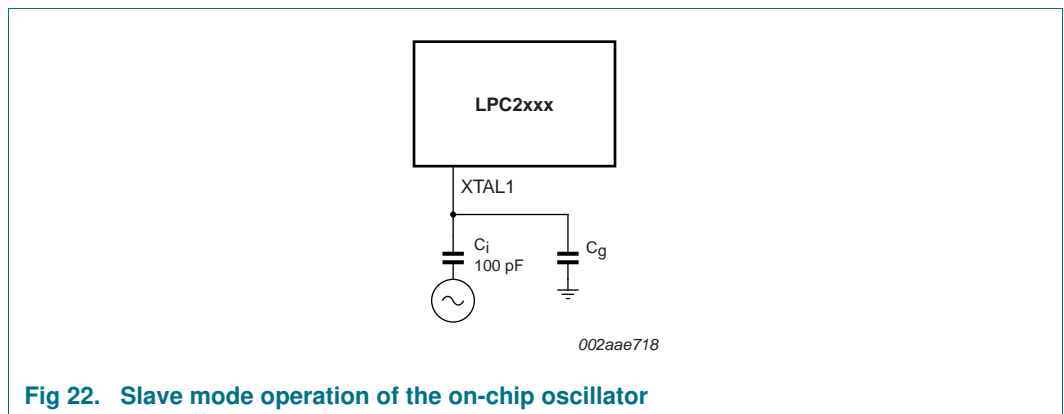 LPC2xxx
XTAL1
Ci
100 pF
Cg
002aae718
Fig 22. Slave mode operation of the on-chip oscillator